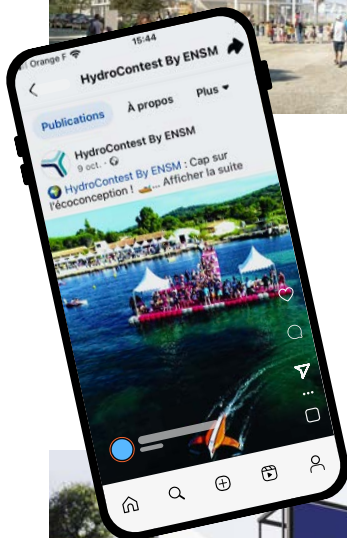 Orange F
15:44
HydroContest By ENSM
Publications À propos Plus
HydroContest By ENSM
9 oct. ·
HydroContest By ENSM : Cap sur
l'écoconception ! ... Afficher la suite